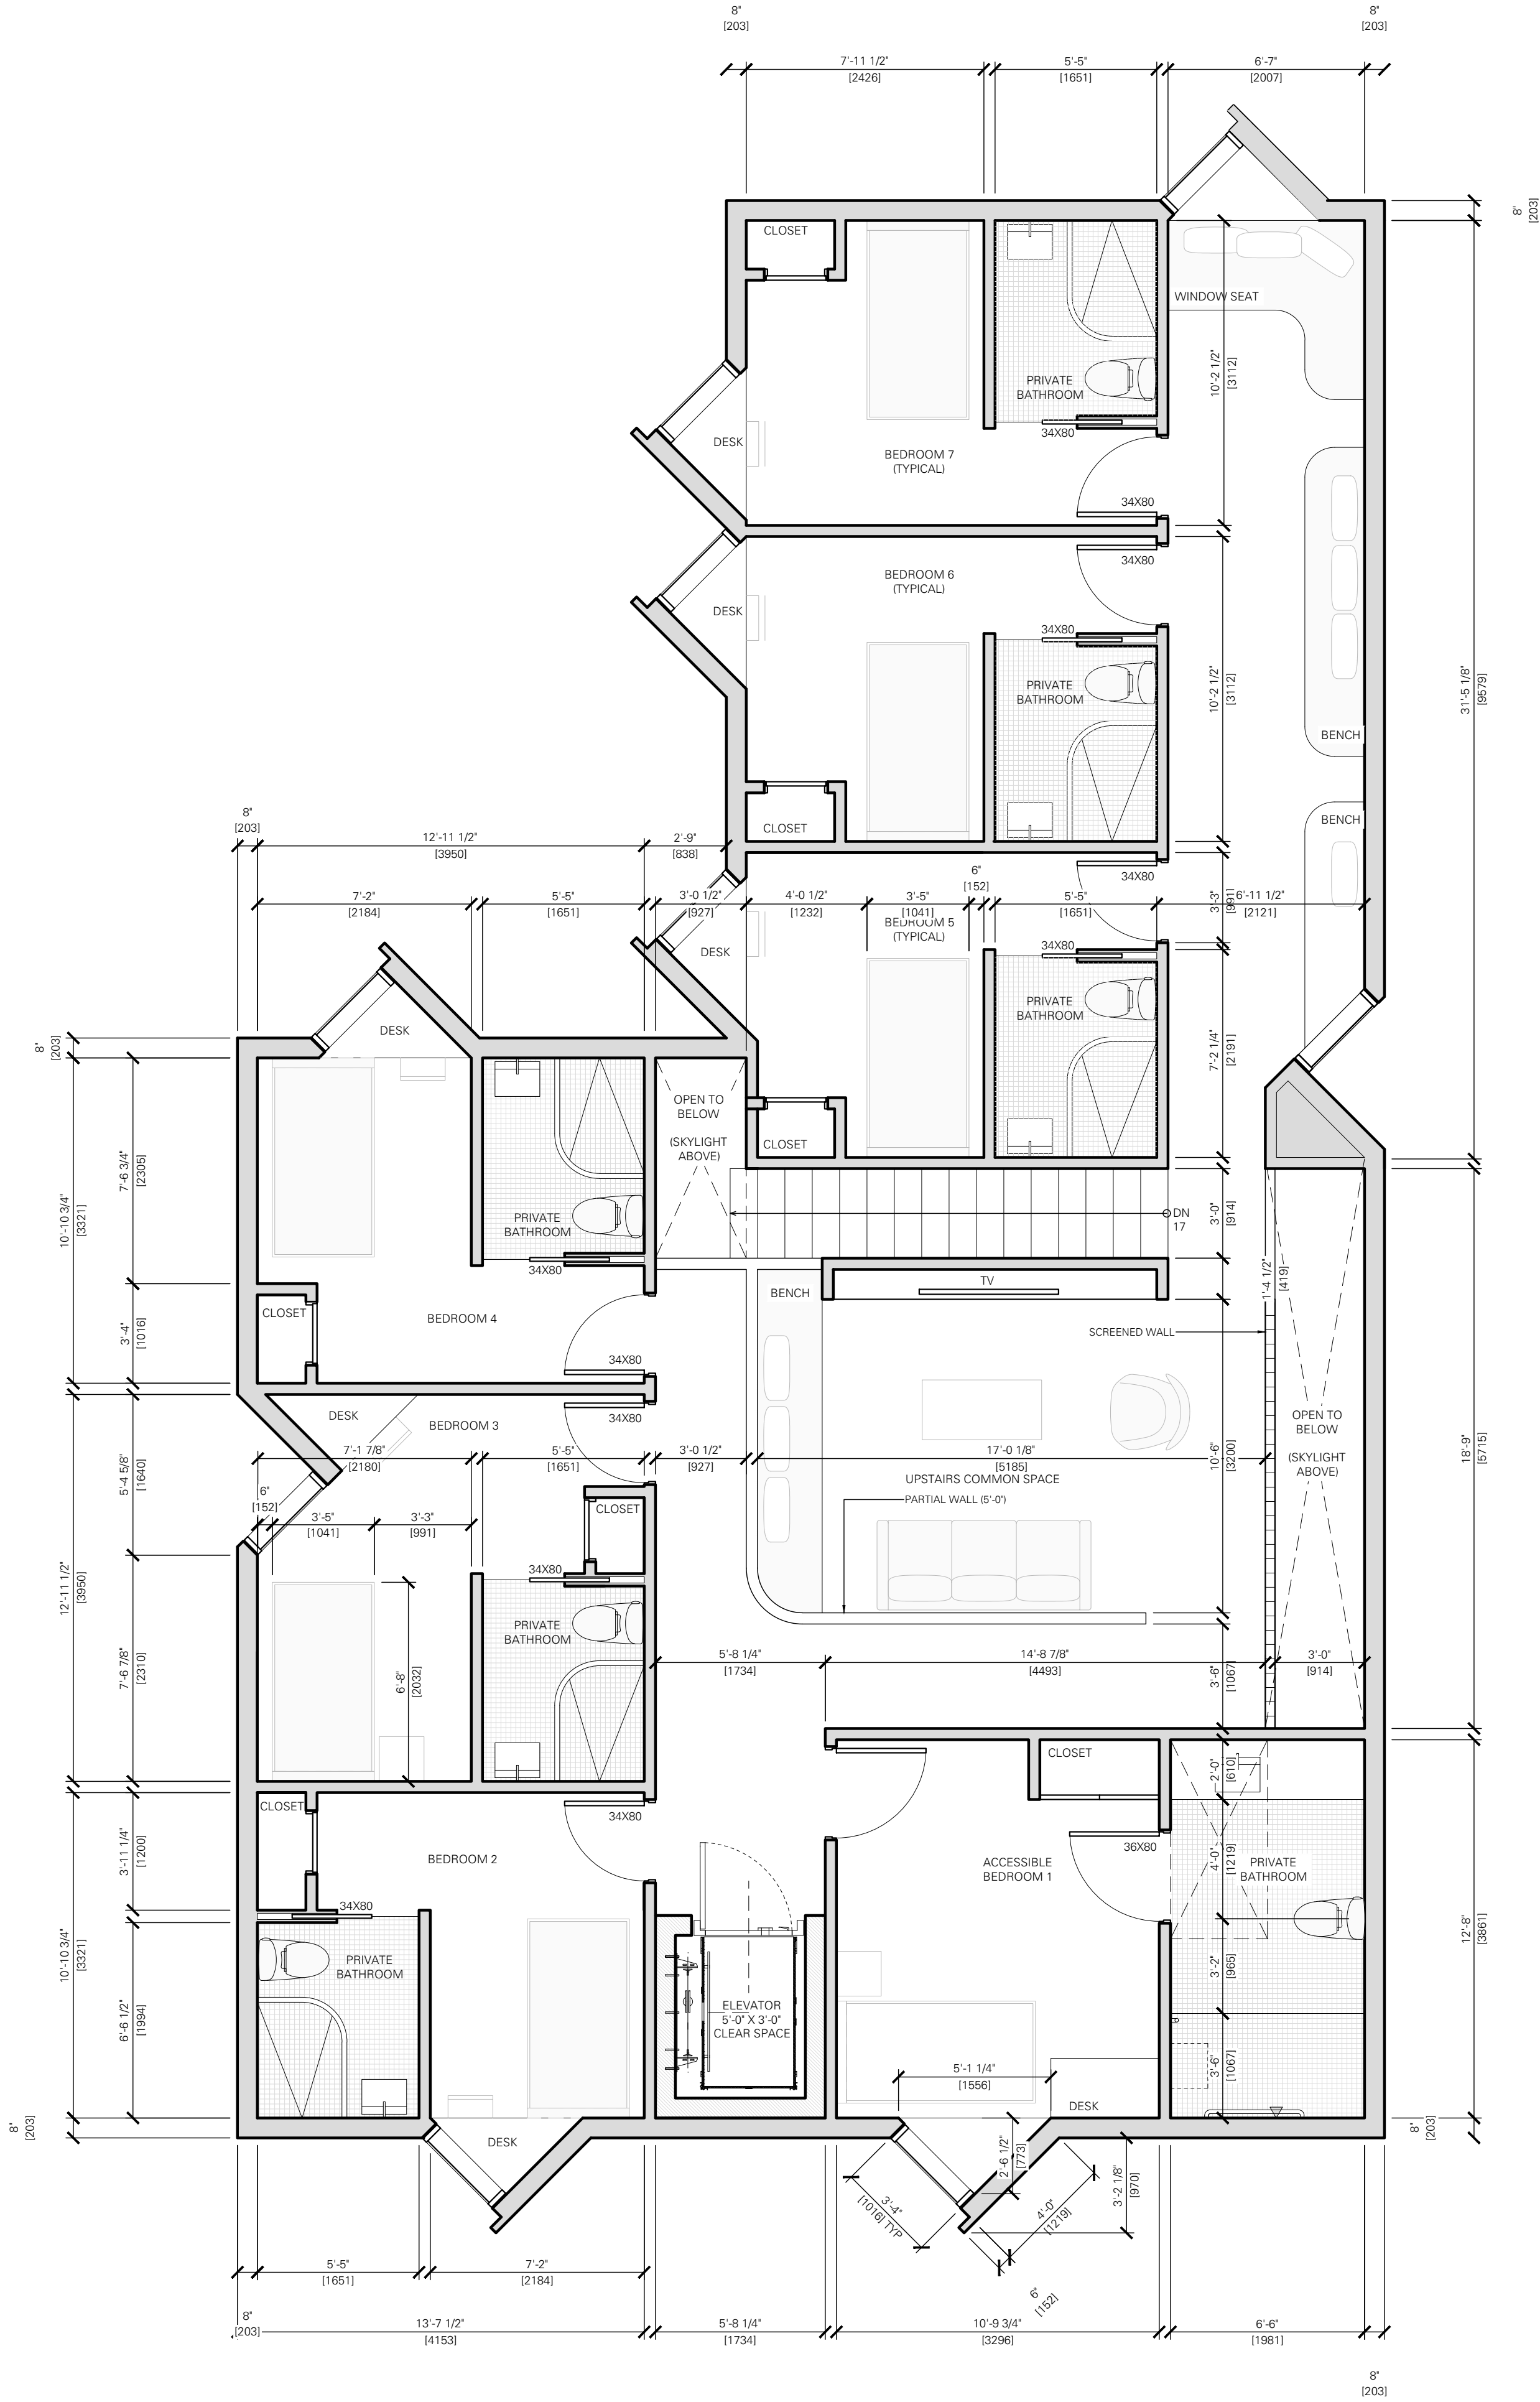 8"
[203]
8"
[203]
7'-11 1/2"
[2426]
5'-5"
[1651]
6'-7"
[2007]
8"
[203]
CLOSET
WINDOW SEAT
10'-2 1/2"
[3112]
PRIVATE
BATHROOM
34X80
DESK
BEDROOM 7
(TYPICAL)
34X80
34X80
BEDROOM 6
(TYPICAL)
DESK
34X80
PRIVATE
BATHROOM
10'-2 1/2"
[3112]
31'-5 1/8"
[9579]
BENCH
CLOSET
BENCH
8"
[203]
12'-11 1/2"
[3950]
2'-9"
[838]
6"
[152]
34X80
7'-2"
[2184]
5'-5"
[1651]
3'-0 1/2"
[927]
4'-0 1/2"
[1232]
3'-5"
[1041]
5'-5"
[1651]
3'-3"
[991]
6'-11 1/2"
[2121]
BEDROOM 5
(TYPICAL)
34X80
DESK
PRIVATE
BATHROOM
7'-2 1/4"
[2191]
8"
[203]
DESK
OPEN TO
BELOW
(SKYLIGHT
ABOVE)
CLOSET
10'-10 3/4"
[3321]
7'-6 3/4"
[2305]
PRIVATE
BATHROOM
34X80
DN
17
3'-0"
[914]
TV
BENCH
1'-4 1/2"
[419]
CLOSET
BEDROOM 4
3'-4"
[1016]
SCREENED WALL
34X80
DESK
BEDROOM 3
34X80
OPEN TO
BELOW
(SKYLIGHT
ABOVE)
7'-1 7/8"
[2180]
5'-5"
[1651]
3'-0 1/2"
[927]
17'-0 1/8"
[5185]
10'-6"
[3200]
18'-9"
[5715]
UPSTAIRS COMMON SPACE
PARTIAL WALL (5'-0")
5'-4 5/8"
[1640]
6"
[152]
3'-5"
[1041]
3'-3"
[991]
CLOSET
34X80
12'-11 1/2"
[3950]
PRIVATE
BATHROOM
7'-6 7/8"
[2310]
6'-8"
[2032]
5'-8 1/4"
[1734]
14'-8 7/8"
[4493]
3'-6"
[1067]
3'-0"
[914]
CLOSET
CLOSET
2'-0"
[610]
34X80
36X80
3'-11 1/4"
[1200]
BEDROOM 2
ACCESSIBLE
BEDROOM 1
4'-0"
[1219]
PRIVATE
BATHROOM
34X80
12'-8"
[3861]
10'-10 3/4"
[3321]
PRIVATE
BATHROOM
3'-2"
[965]
6'-6 1/2"
[1994]
ELEVATOR
5'-0" X 3'-0"
CLEAR SPACE
5'-1 1/4"
[1556]
3'-6"
[1067]
DESK
8"
[203]
8"
[203]
DESK
2'-6 1/2"
[773]
3'-2 1/8"
[970]
3'-4"
[1016] TYP
4'-0"
[1219]
6"
[152]
5'-5"
[1651]
7'-2"
[2184]
8"
[203]
13'-7 1/2"
[4153]
5'-8 1/4"
[1734]
10'-9 3/4"
[3296]
6'-6"
[1981]
8"
[203]